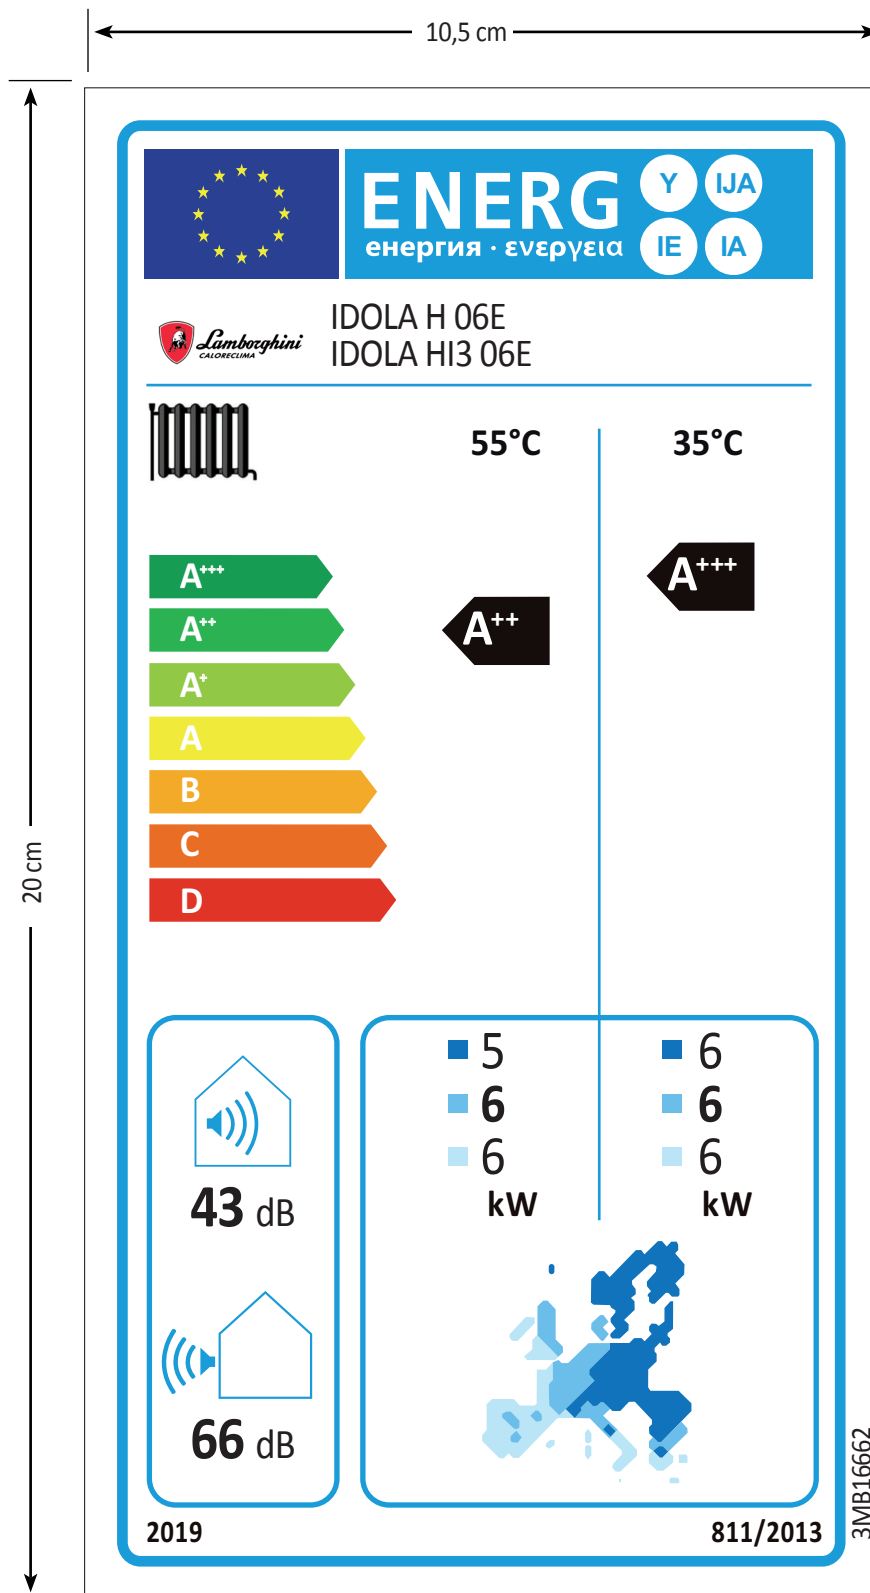 10,5 cm
20 cm
ENERG
Y IJA
IE IA
енергия · ενεργεια
Lamborghini
CALORECLIMA
IDOLA H 06E
IDOLA HI3 06E
55°C 35°C
A+++
A++
A+
A
B
C
D
A++
A+++
5 6
6 6
6 6
kW kW
43 dB
66 dB
2019 811/2013
3MB16662